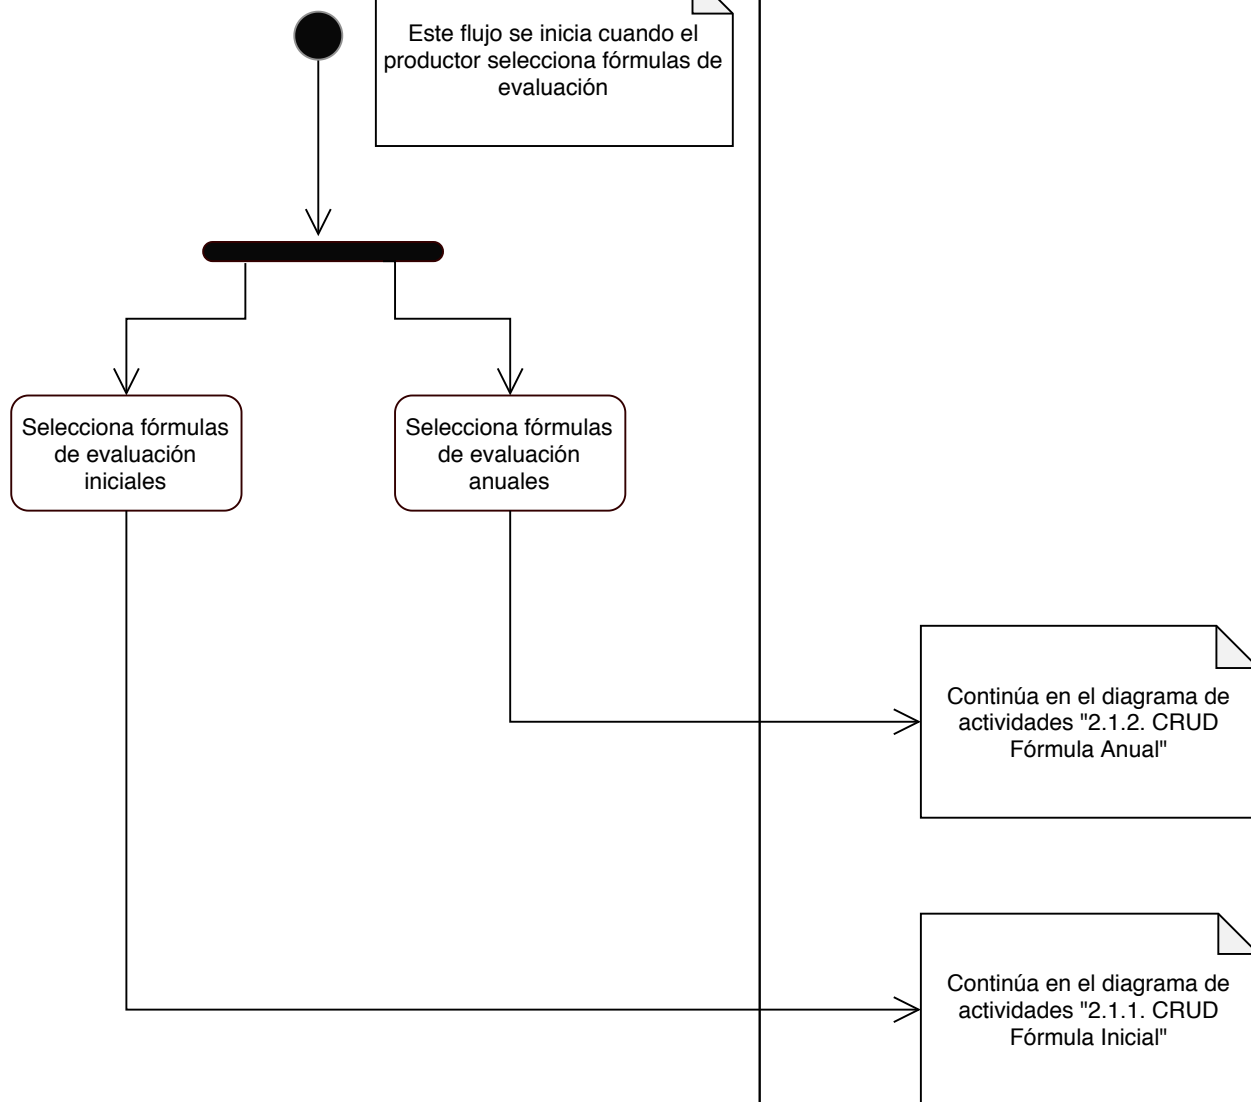 Este flujo se inicia cuando el
productor selecciona fórmulas de
evaluación
Selecciona fórmulas
de evaluación
iniciales
Selecciona fórmulas
de evaluación
anuales
Continúa en el diagrama de
actividades "2.1.2. CRUD
Fórmula Anual"
Continúa en el diagrama de
actividades "2.1.1. CRUD
Fórmula Inicial"